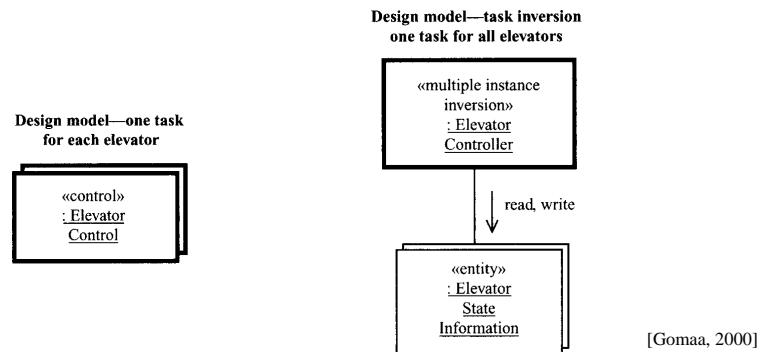 Design model—one task
for each elevator
«control»
: Elevator
Control
Design model—task inversion
one task for all elevators
«multiple instance
inversion»
: Elevator
Controller
read, write
«entity»
: Elevator
State
Information
[Gomaa, 2000]